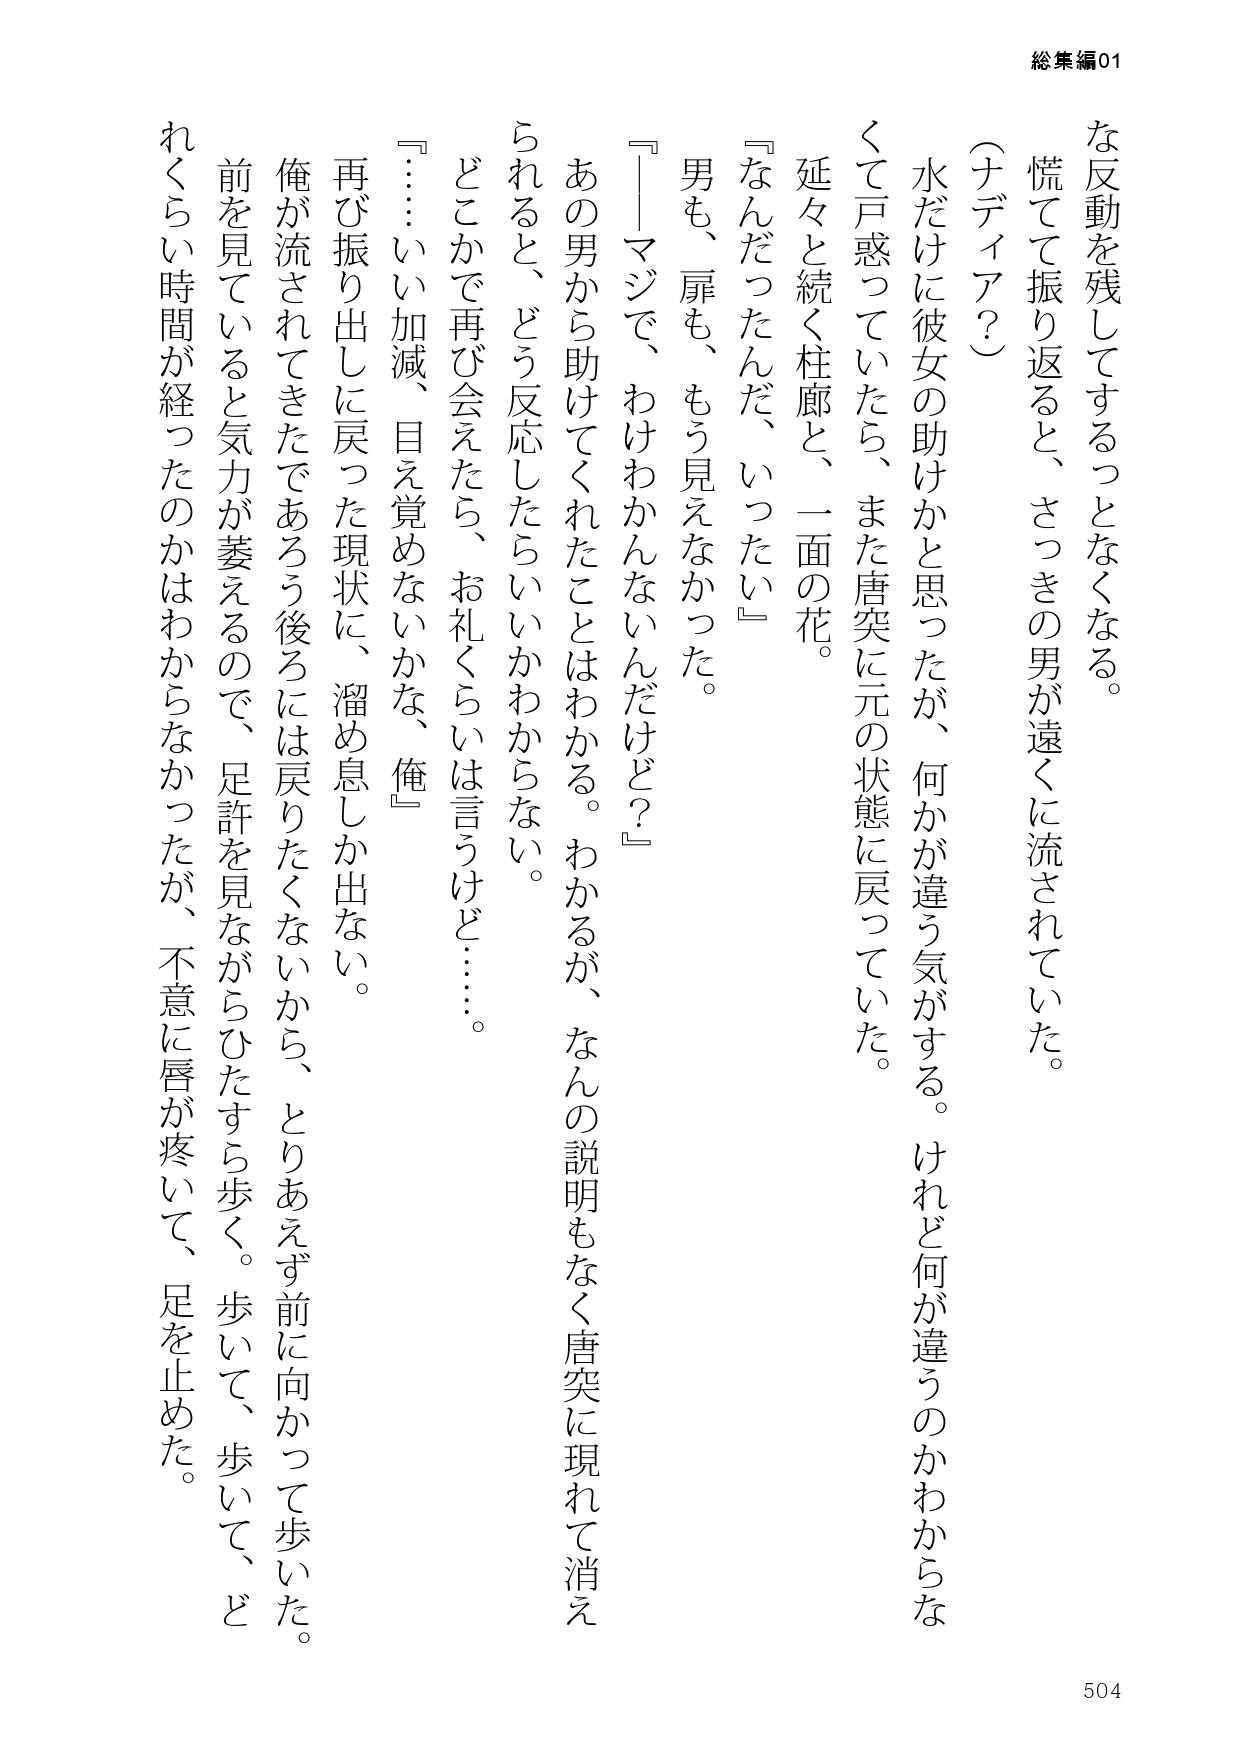 総集編01
な反動を残してするっとなくなる。
慌てて振り返ると、さっきの男が遠くに流されていた。
（ナディア？）
水だけに彼女の助けかと思ったが、何かが違う気がする。けれど何が違うのかわからな
くて戸惑っていたら、また唐突に元の状態に戻っていた。
延々と続く柱廊と、一面の花。
『なんだったんだ、いったい』
男も、扉も、もう見えなかった。
『――マジで、わけわかんないんだけど？』
あの男から助けてくれたことはわかる。わかるが、なんの説明もなく唐突に現れて消え
られると、どう反応したらいいかわからない。
どこかで再び会えたら、お礼くらいは言うけど……。
『……いい加減、目え覚めないかな、俺』
再び振り出しに戻った現状に、溜め息しか出ない。
俺が流されてきたであろう後ろには戻りたくないから、とりあえず前に向かって歩いた。
前を見ていると気力が萎えるので、足許を見ながらひたすら歩く。歩いて、歩いて、ど
れくらい時間が経ったのかはわからなかったが、不意に唇が疼いて、足を止めた。
504